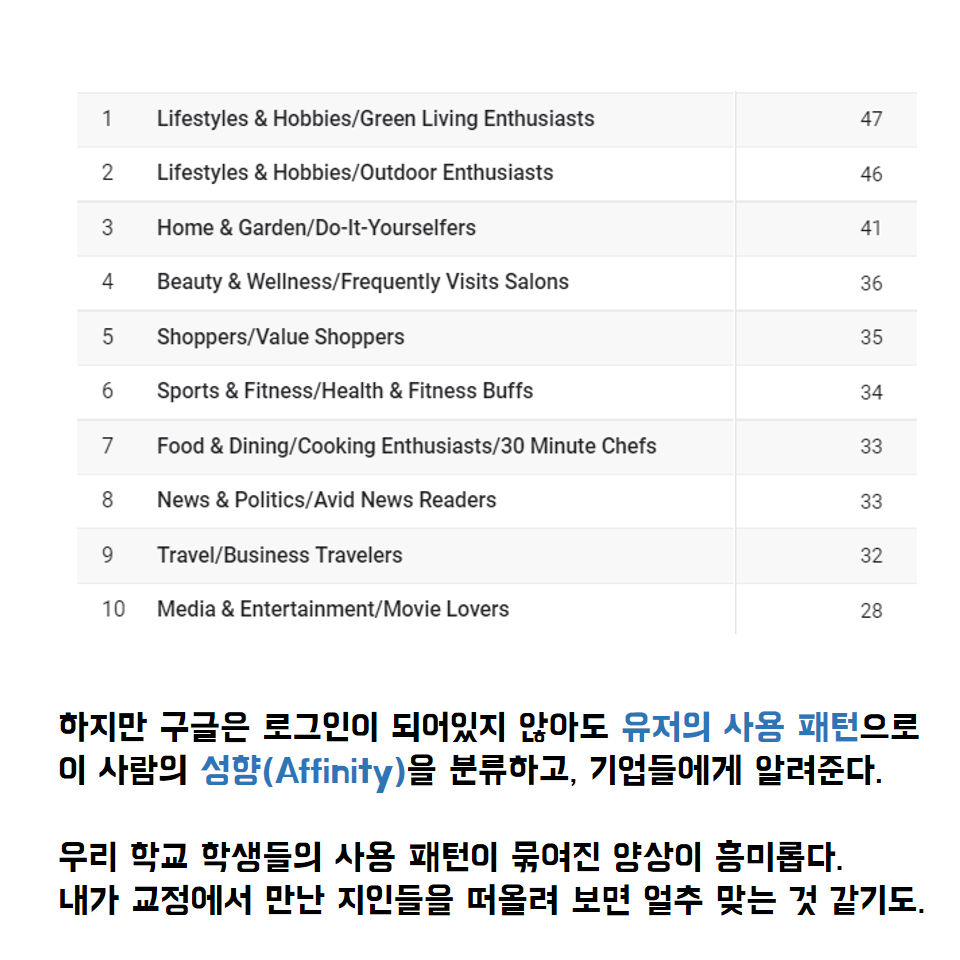 1 Lifestyles & Hobbies/Green Living Enthusiasts 47
2 Lifestyles & Hobbies/Outdoor Enthusiasts 46
3 Home & Garden/Do-It-Yourselfers 41
4 Beauty & Wellness/Frequently Visits Salons 36
5 Shoppers/Value Shoppers 35
6 Sports & Fitness/Health & Fitness Buffs 34
7 Food & Dining/Cooking Enthusiasts/30 Minute Chefs 33
8 News & Politics/Avid News Readers 33
9 Travel/Business Travelers 32
10 Media & Entertainment/Movie Lovers 28
하지만 구글은 로그인이 되어있지 않아도 유저의 사용 패턴으로
이 사람의 성향(Affinity)을 분류하고, 기업들에게 알려준다.
우리 학교 학생들의 사용 패턴이 묶여진 양상이 흥미롭다.
내가 교정에서 만난 지인들을 떠올려 보면 얼추 맞는 것 같기도.